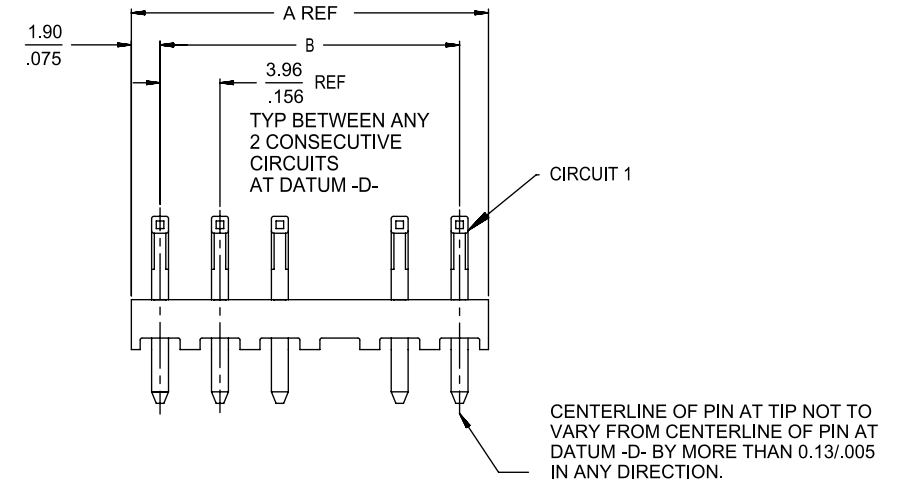 A REF
1.90
.075
B
3.96
.156
REF
TYP BETWEEN ANY
2 CONSECUTIVE
CIRCUITS
AT DATUM -D-
CIRCUIT 1
CENTERLINE OF PIN AT TIP NOT TO
VARY FROM CENTERLINE OF PIN AT
DATUM -D- BY MORE THAN 0.13/.005
IN ANY DIRECTION.